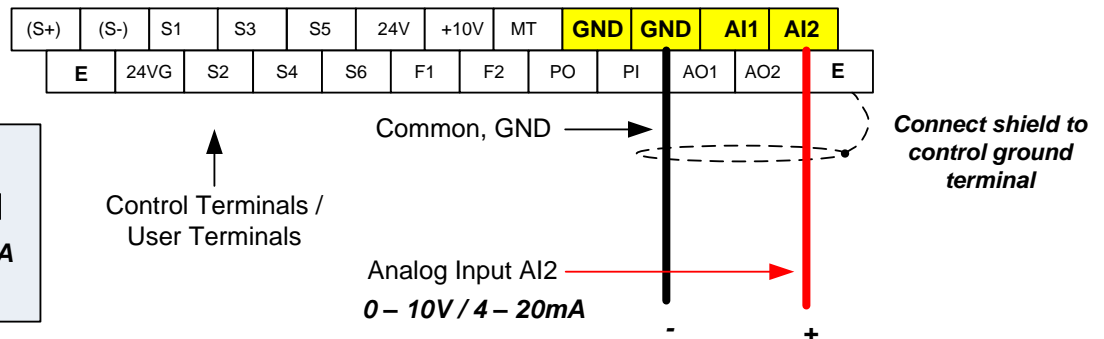 (S+) (S-) S1 S3 S5 24V +10V MT GND GND AI1 AI2
E 24VG S2 S4 S6 F1 F2 PO PI AO1 AO2 E
Common, GND
Connect shield to
control ground
terminal
Control Terminals /
User Terminals
A
Analog Input AI2
0 – 10V / 4 – 20mA
- +